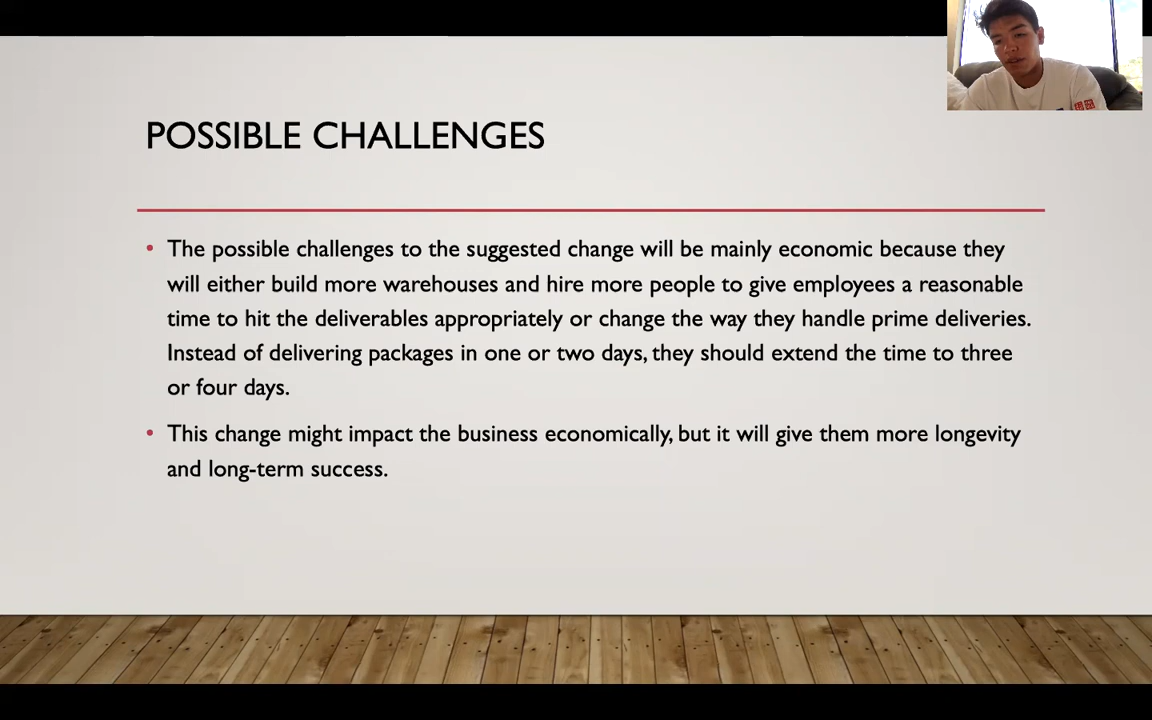 POSSIBLE CHALLENGES
• The possible challenges to the suggested change will be mainly economic because they
will either build more warehouses and hire more people to give employees a reasonable
time to hit the deliverables appropriately or change the way they handle prime deliveries.
Instead of delivering packages in one or two days, they should extend the time to three
or four days.
• This change might impact the business economically, but it will give them more longevity
and long-term success.